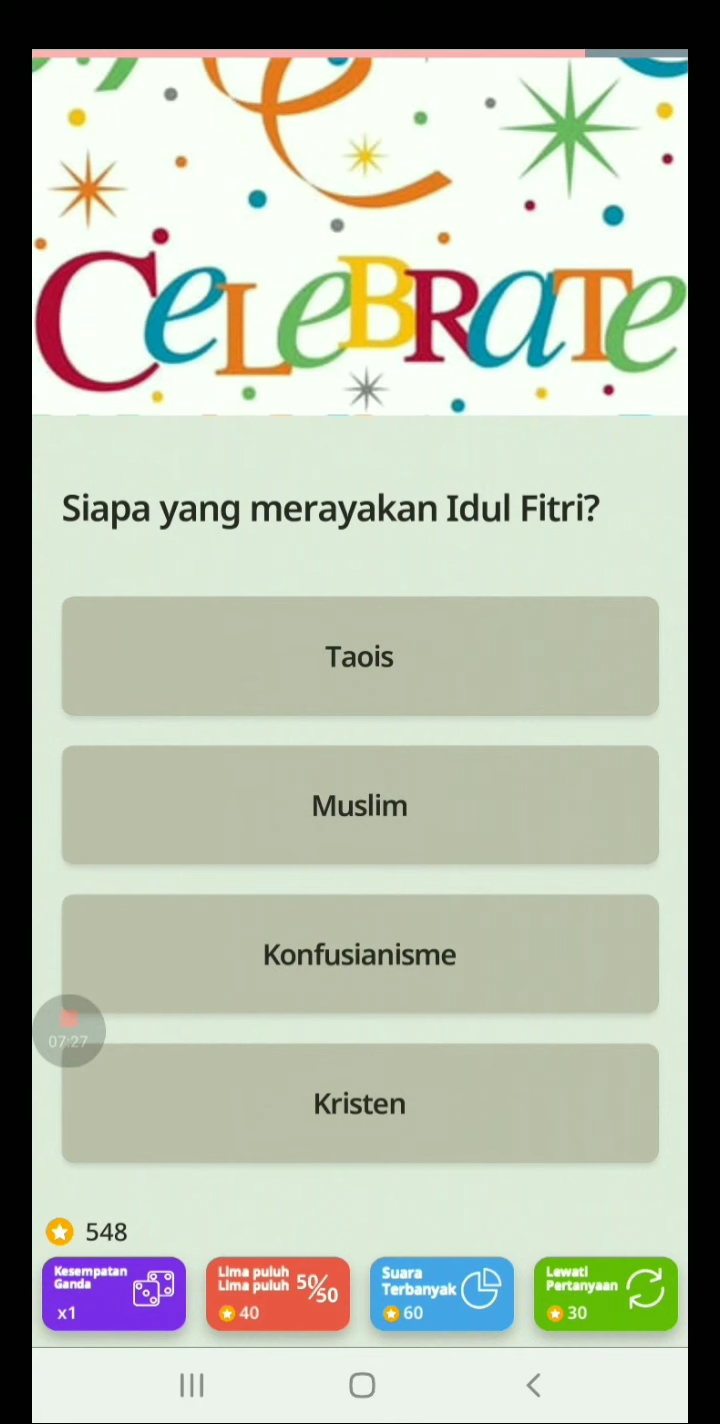 CeLeBRaTe
Siapa yang merayakan Idul Fitri?
Taois
Muslim
Konfusianisme
07:27
Kristen
548
Kesempatan
Ganda
x1
Lima puluh
Lima puluh
50%50
40
Suara
Terbanyak
60
Lewati
Pertanyaan
30